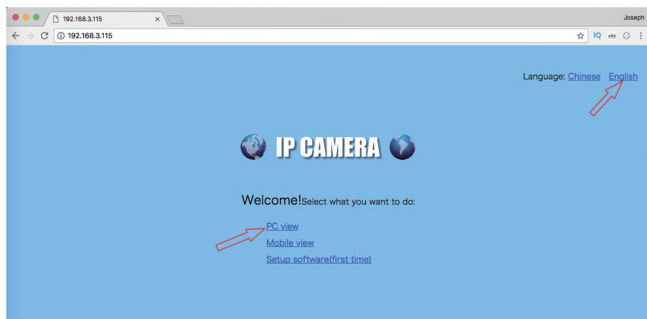 192.168.3.115
Joseph
192.168.3.115
Language: Chinese English
IP CAMERA
Welcome!Select what you want to do:
PC view
Mobile view
Setup software(first time)